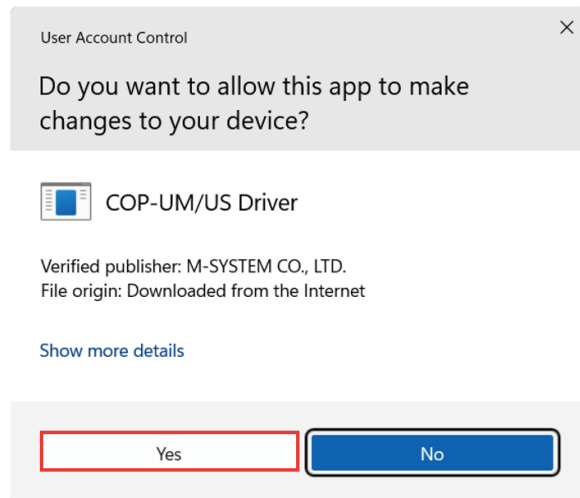 User Account Control
Do you want to allow this app to make
changes to your device?
COP-UM/US Driver
Verified publisher: M-SYSTEM CO., LTD.
File origin: Downloaded from the Internet
Show more details
Yes
No